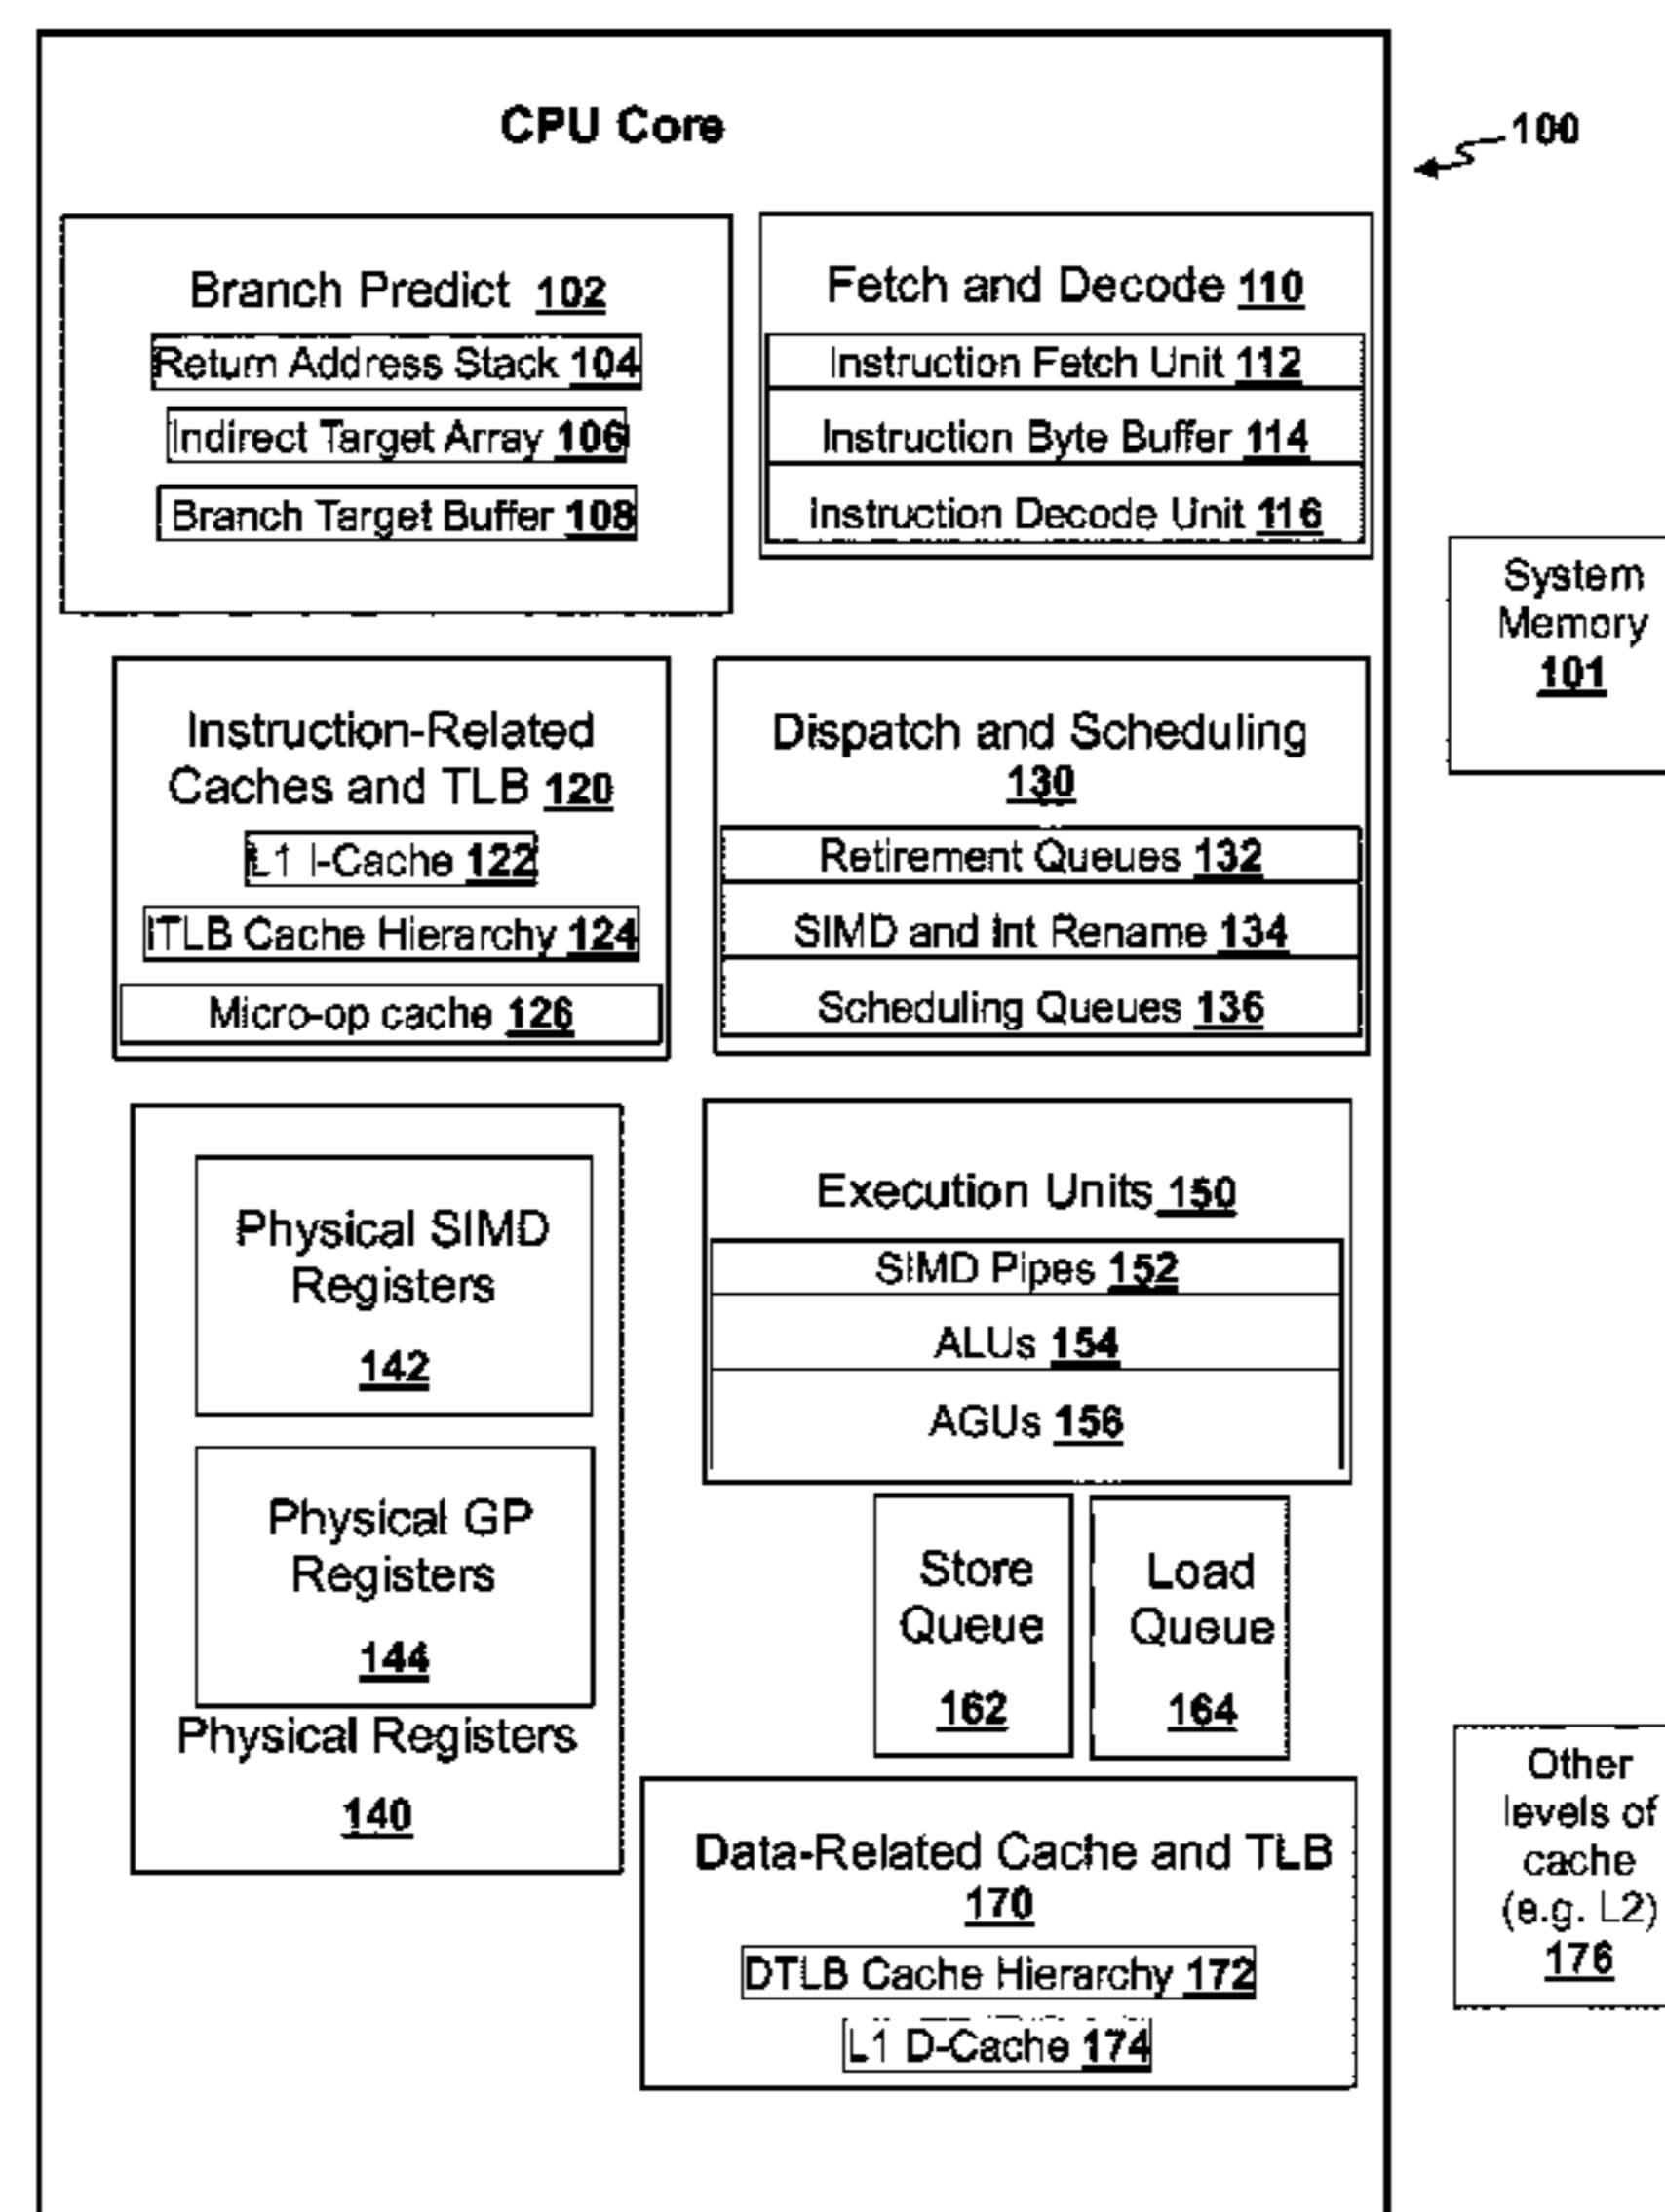 CPU Core
100
Branch Predict 102
Return Address Stack 104
Indirect Target Array 106
Branch Target Buffer 108
Fetch and Decode 110
Instruction Fetch Unit 112
Instruction Byte Buffer 114
Instruction Decode Unit 116
System
Memory
101
Instruction-Related
Caches and TLB 120
L1 I-Cache 122
ITLB Cache Hierarchy 124
Micro-op cache 126
Dispatch and Scheduling
130
Retirement Queues 132
SIMD and Int Rename 134
Scheduling Queues 136
Physical SIMD
Registers
142
Physical GP
Registers
144
Physical Registers
140
Execution Units 150
SIMD Pipes 152
ALUs 154
AGUs 156
Store
Queue
162
Load
Queue
164
Data-Related Cache and TLB
170
DTLB Cache Hierarchy 172
L1 D-Cache 174
Other
levels of
cache
(e.g. L2)
176